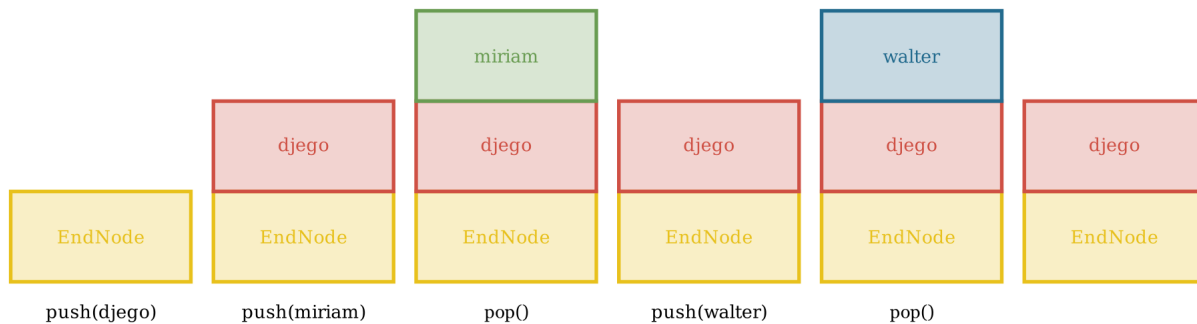 miriam walter
djego djego djego djego djego
EndNode EndNode EndNode EndNode EndNode EndNode
push(djego) push(miriam) pop() push(walter) pop()